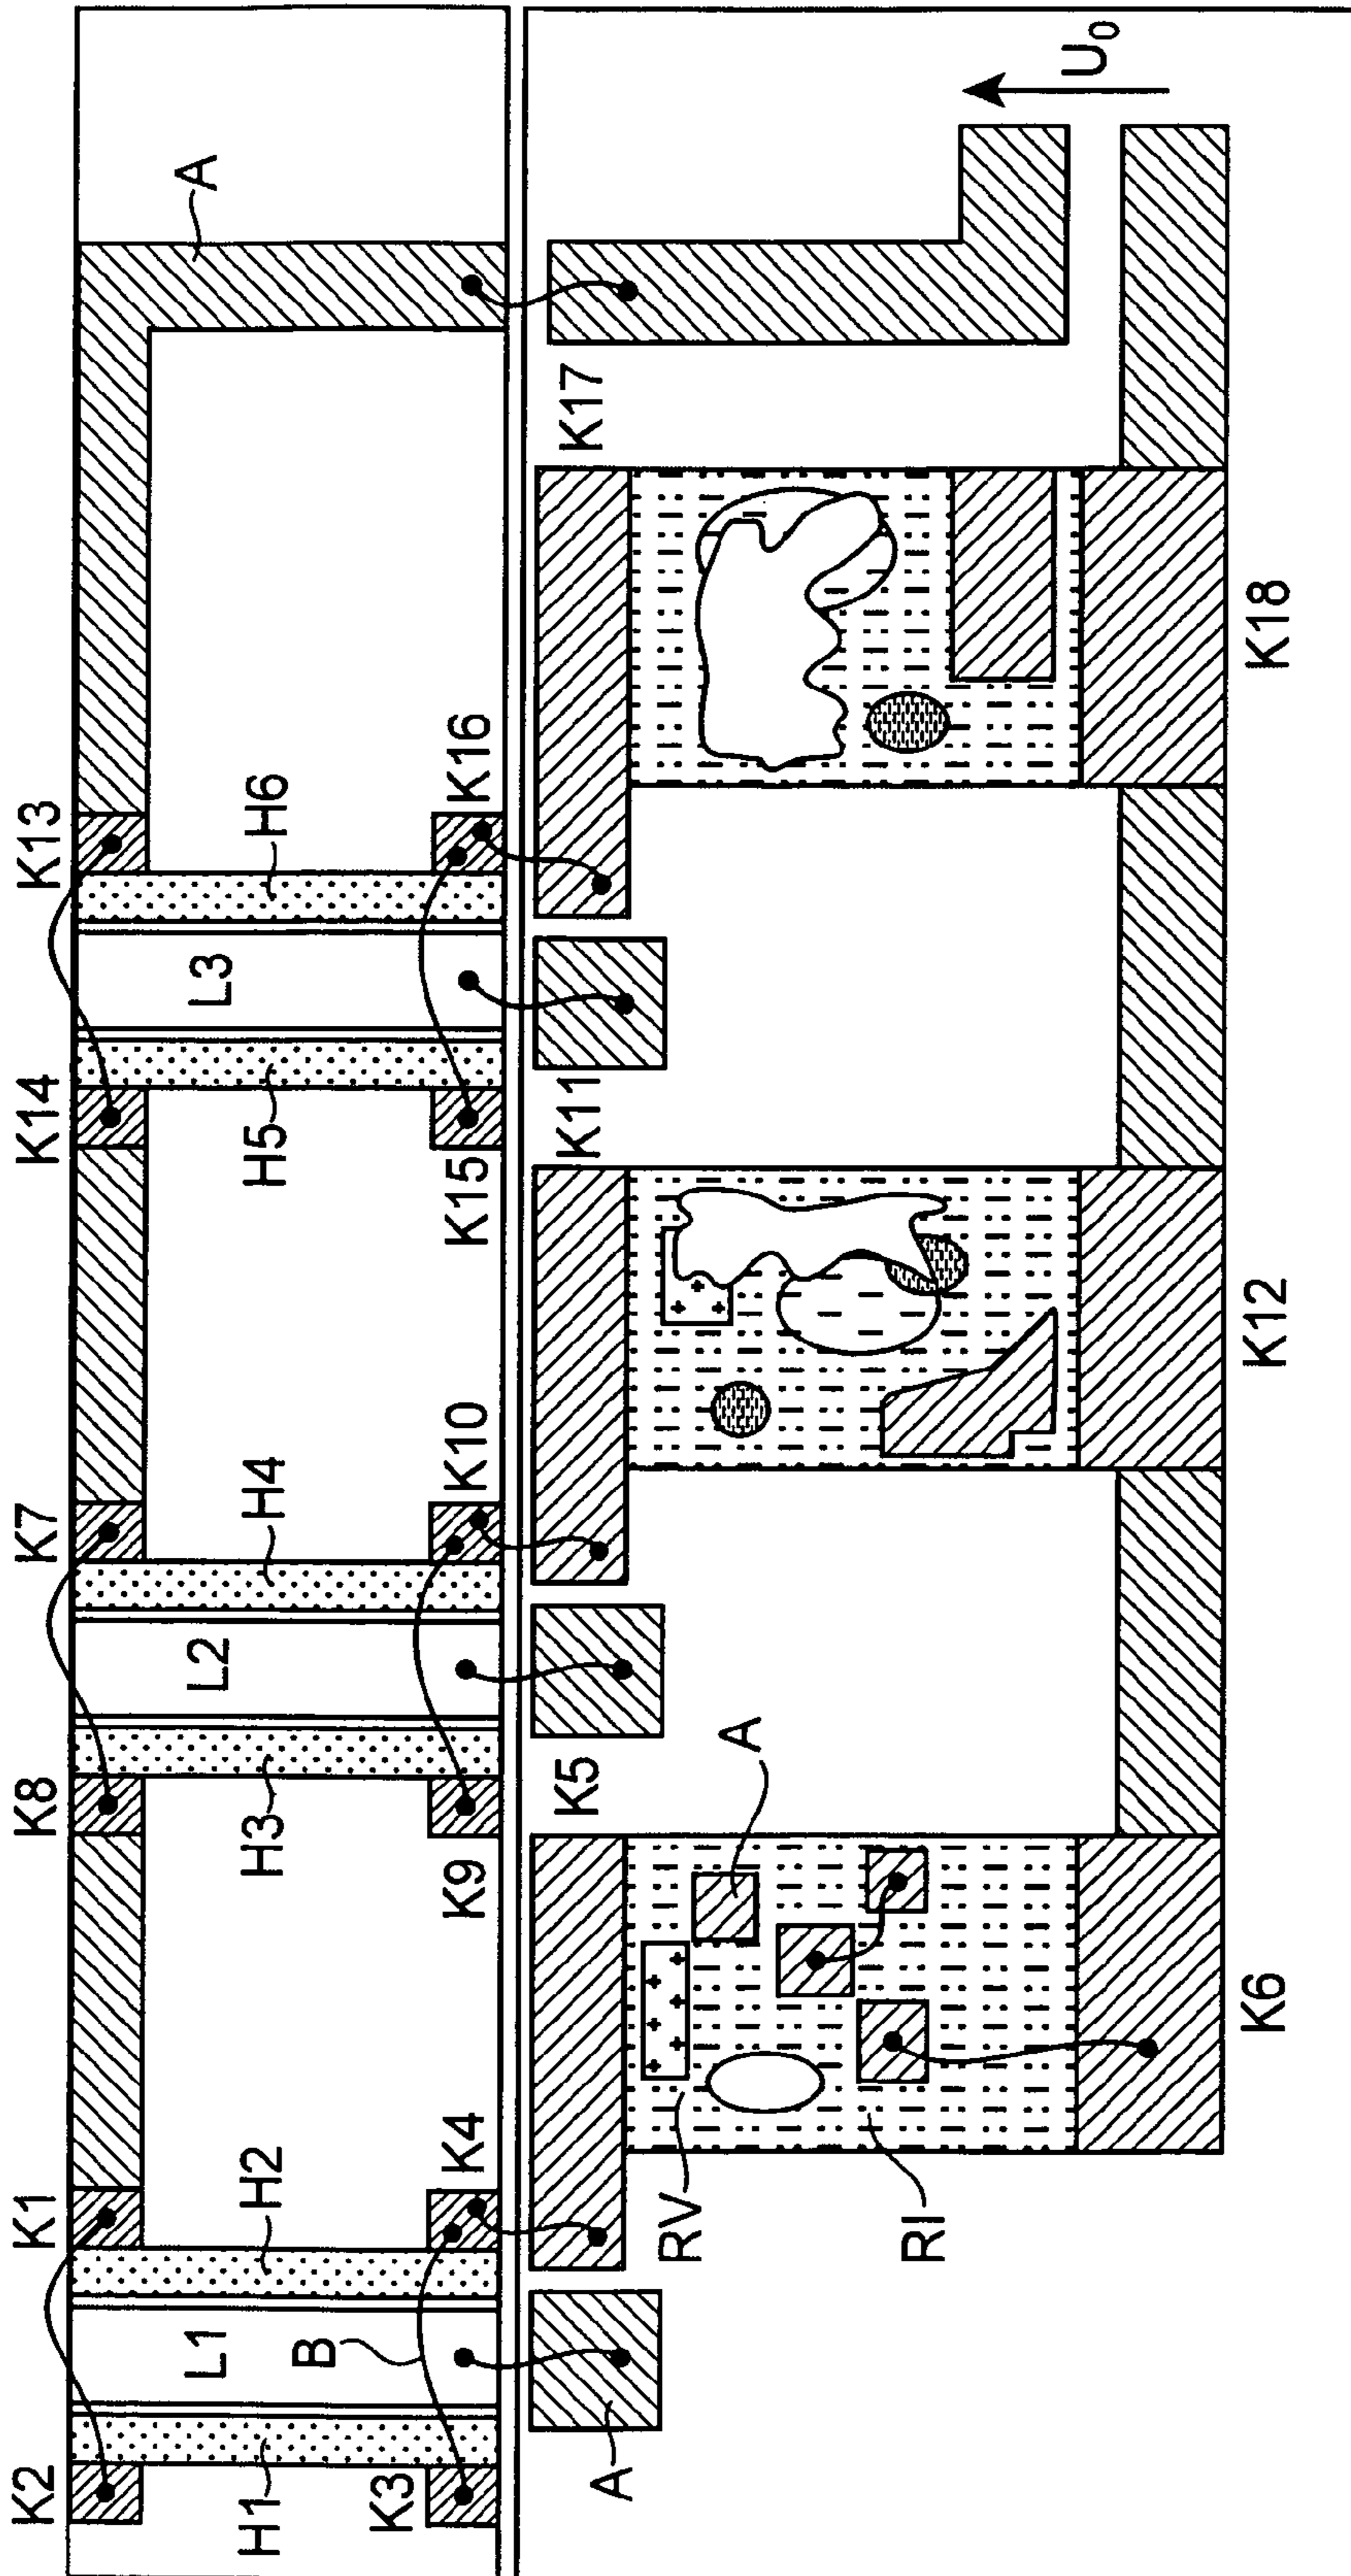 K2 K1 K8 K7 K14 K13
H1 L1 H2 H3 L2 H4 H5 L3 H6 A
B
K3 K4 K9 K10 K15 K16
A K5 K11 K17
RV A
RI
U₀
K6 K12 K18